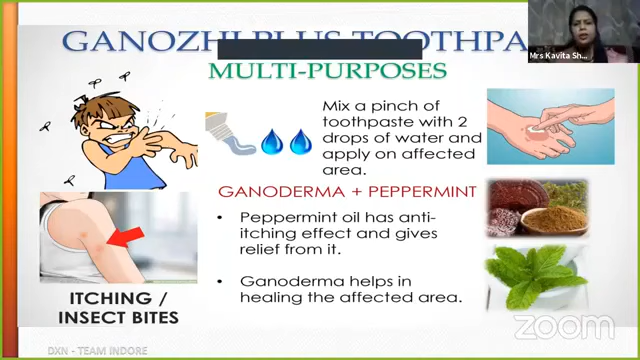 GANOZHI PLUS TOOTHPA
Mrs Kavita Sh...
MULTI-PURPOSES
Mix a pinch of
toothpaste with 2
drops of water and
apply on affected
area.
GANODERMA + PEPPERMINT
• Peppermint oil has anti-
itching effect and gives
relief from it.
• Ganoderma helps in
healing the affected area.
ITCHING /
INSECT BITES
zoom
DXN - TEAM INDORE